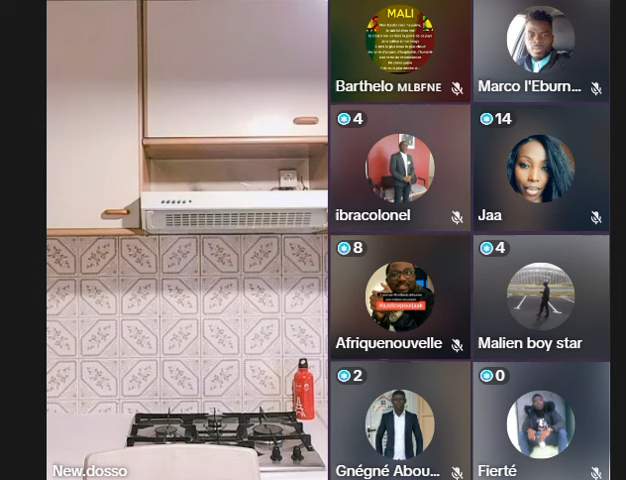 MALI
Barthelo MLBFNE
Marco l'Eburn...
4
ibracolonel
14
Jaa
8
#justicepourtoluk
Afriquenouvelle
4
Malien boy star
2
Gnégné Abou...
0
Fierté
New.dosso